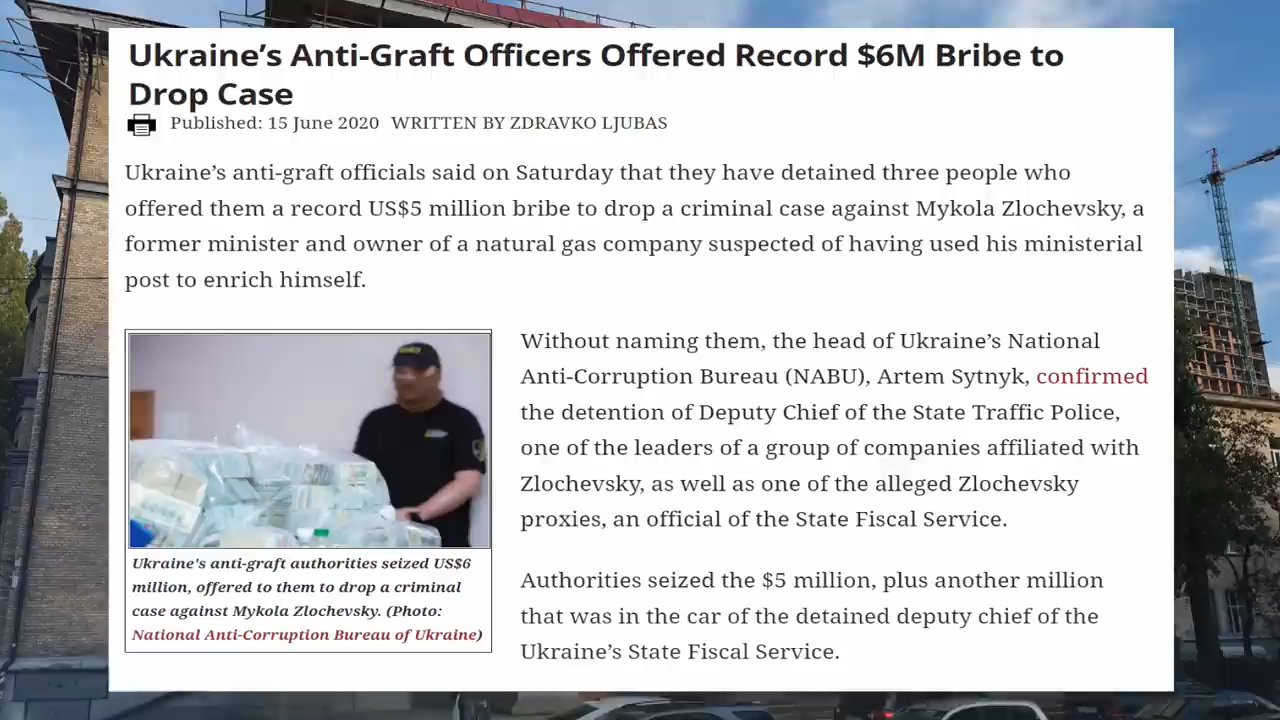 Ukraine’s Anti-Graft Officers Offered Record $6M Bribe to
Drop Case
Published: 15 June 2020 WRITTEN BY ZDRAVKO LJUBAS
Ukraine’s anti-graft officials said on Saturday that they have detained three people who
offered them a record US$5 million bribe to drop a criminal case against Mykola Zlochevsky, a
former minister and owner of a natural gas company suspected of having used his ministerial
post to enrich himself.
Without naming them, the head of Ukraine’s National
Anti-Corruption Bureau (NABU), Artem Sytnyk, confirmed
the detention of Deputy Chief of the State Traffic Police,
one of the leaders of a group of companies affiliated with
Zlochevsky, as well as one of the alleged Zlochevsky
proxies, an official of the State Fiscal Service.
Ukraine's anti-graft authorities seized US$6
million, offered to them to drop a criminal
case against Mykola Zlochevsky. (Photo:
National Anti-Corruption Bureau of Ukraine)
Authorities seized the $5 million, plus another million
that was in the car of the detained deputy chief of the
Ukraine’s State Fiscal Service.